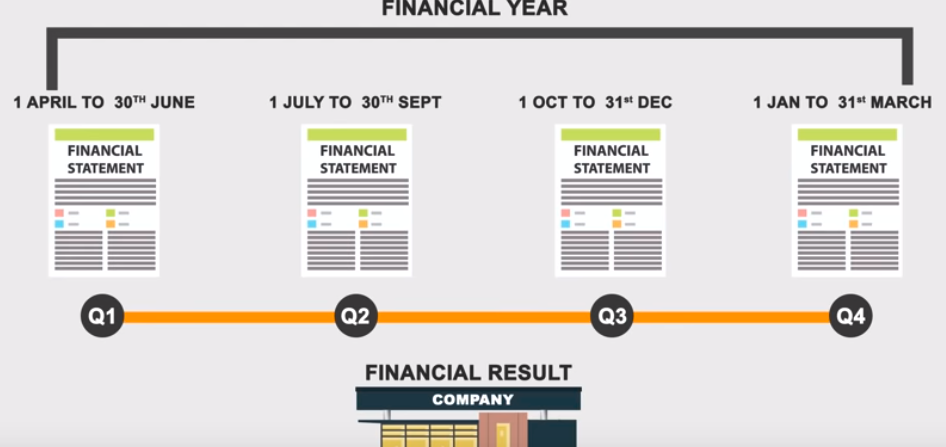 FINANCIAL YEAR
1 APRIL TO 30TH JUNE
1 JULY TO 30TH SEPT
1 OCT TO 31st DEC
1 JAN TO 31st MARCH
FINANCIAL
STATEMENT
FINANCIAL
STATEMENT
FINANCIAL
STATEMENT
FINANCIAL
STATEMENT
Q1
Q2
Q3
Q4
FINANCIAL RESULT
COMPANY